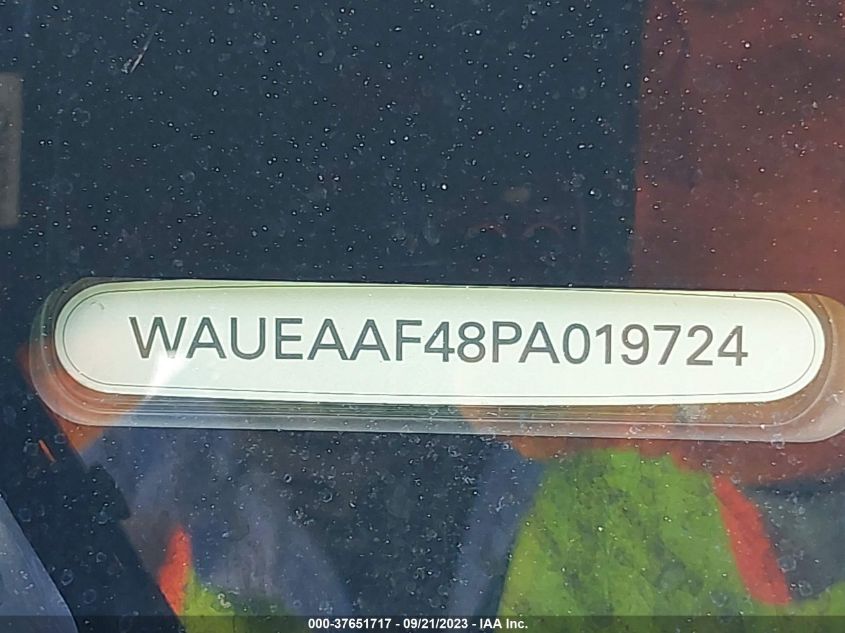 WAUEAAF48PA019724
000-37651717 - 09/21/2023 - IAA Inc.